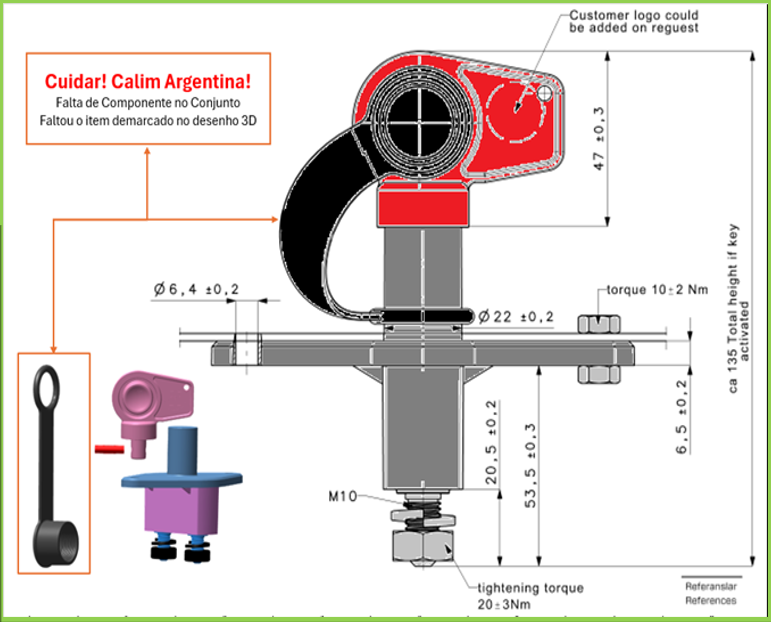 Customer logo could
be added on reguest
Cuidar! Calim Argentina!
Falta de Componente no Conjunto
Faltou o item demarcado no desenho 3D
47 ±0,3
ca 135 Total height if key
activated
Ø 6,4 ±0,2
Ø 22 ±0,2
torque 10±2 Nm
6,5 ±0,2
20,5 ±0,2
53,5 ±0,3
M10
tightening torque
20±3Nm
Referanslar
References